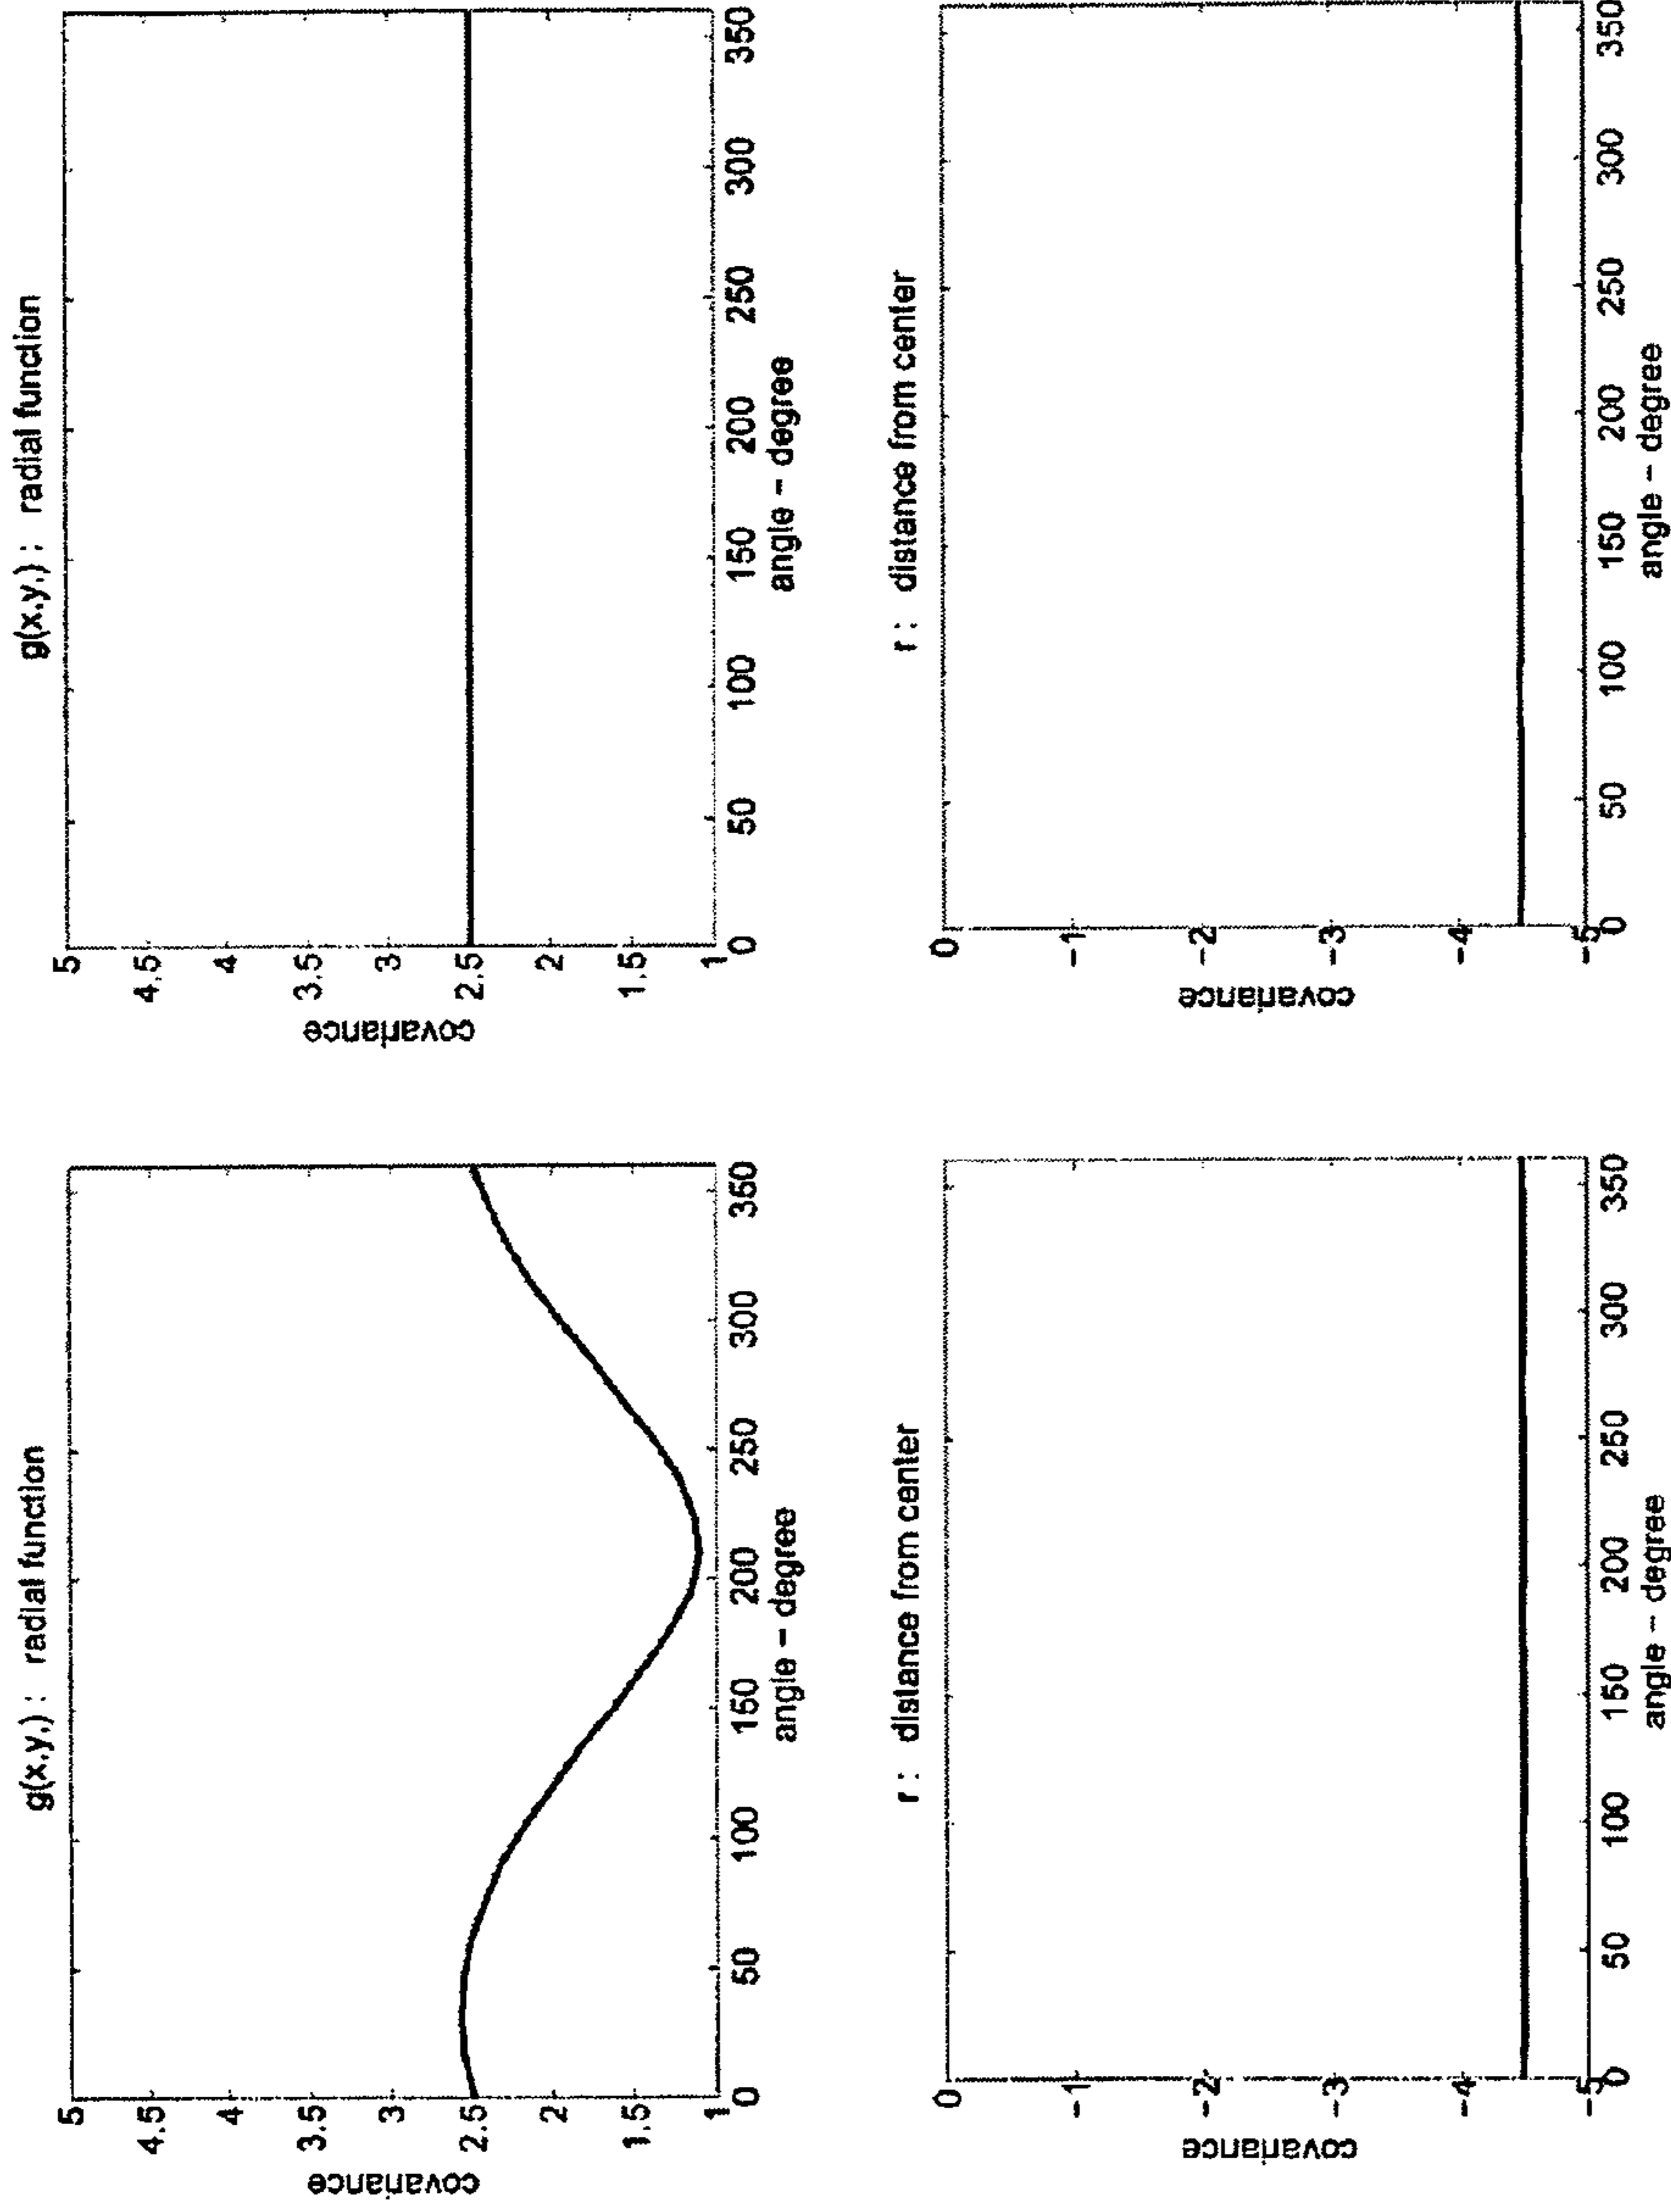 g(x,y,) : radial function
5
4.5
4
3.5
3
2.5
2
1.5
1
covariance
0 50 100 150 200 250 300 350
angle – degree
g(x,y,) : radial function
5
4.5
4
3.5
3
2.5
2
1.5
1
covariance
0 50 100 150 200 250 300 350
angle – degree
r : distance from center
0
-1
-2
-3
-4
-5
covariance
0 50 100 150 200 250 300 350
angle – degree
r : distance from center
0
-1
-2
-3
-4
-5
covariance
0 50 100 150 200 250 300 350
angle – degree